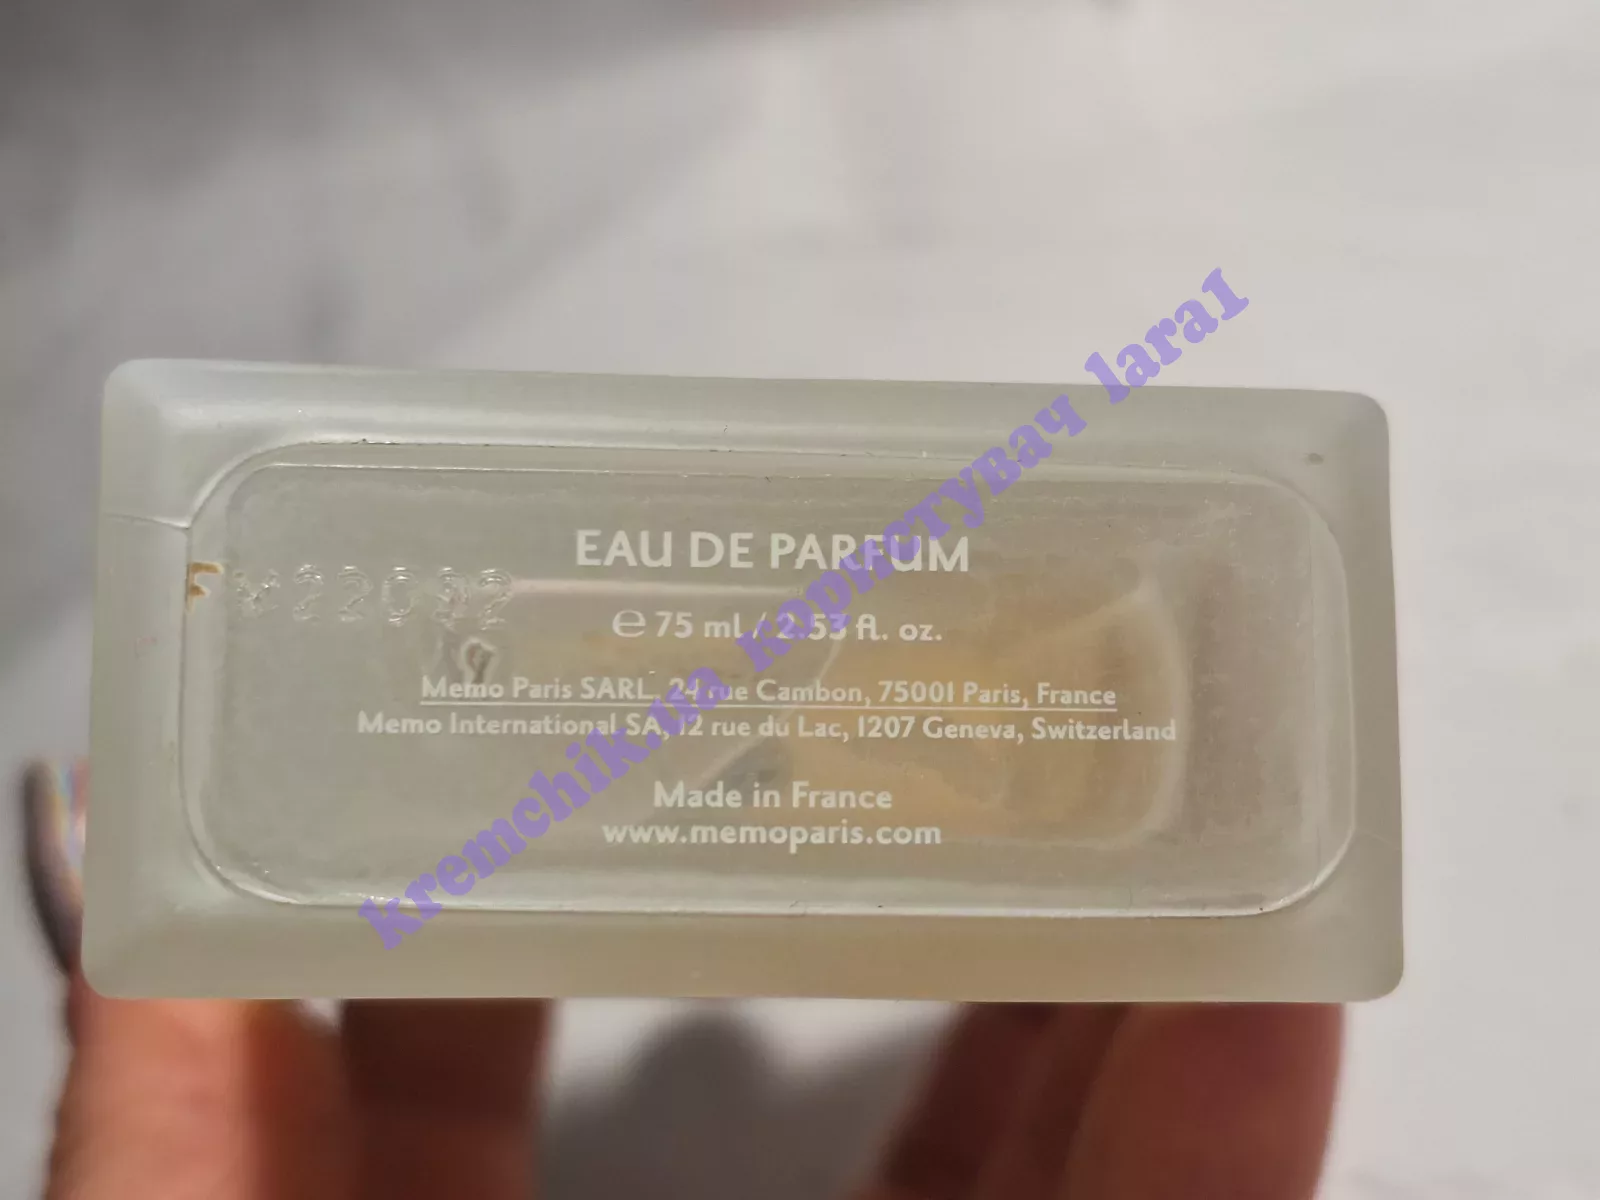 EAU DE PARFUM
℮ 75 ml / 2.53 fl. oz.
Memo Paris SARL. 24 rue Cambon, 75001 Paris, France
Memo International SA, 12 rue du Lac, 1207 Geneva, Switzerland
Made in France
www.memoparis.com
kremchik.ua користувач lara1